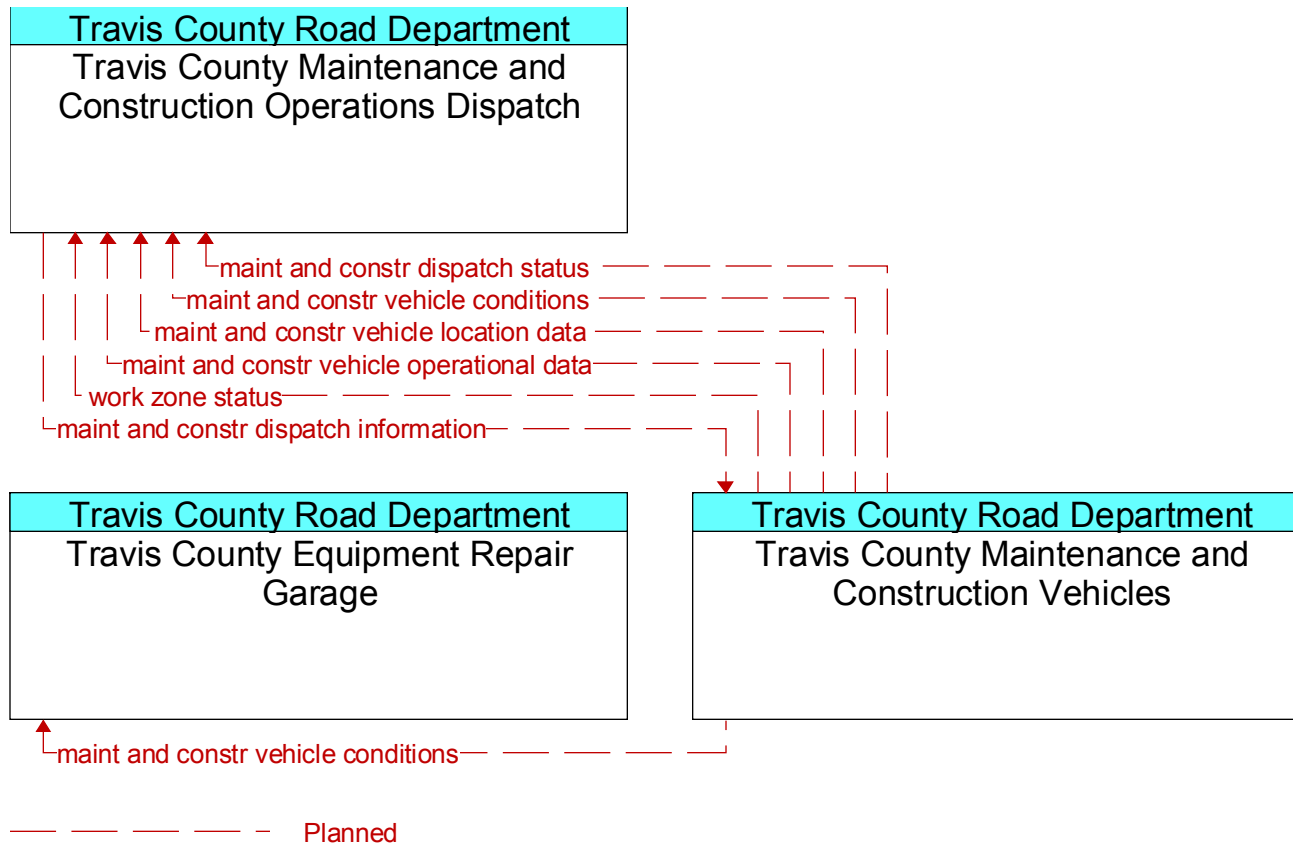 Travis County Road Department
Travis County Maintenance and
Construction Operations Dispatch
maint and constr dispatch status
maint and constr vehicle conditions
maint and constr vehicle location data
maint and constr vehicle operational data
work zone status
maint and constr dispatch information
Travis County Road Department
Travis County Equipment Repair
Garage
Travis County Road Department
Travis County Maintenance and
Construction Vehicles
maint and constr vehicle conditions
Planned